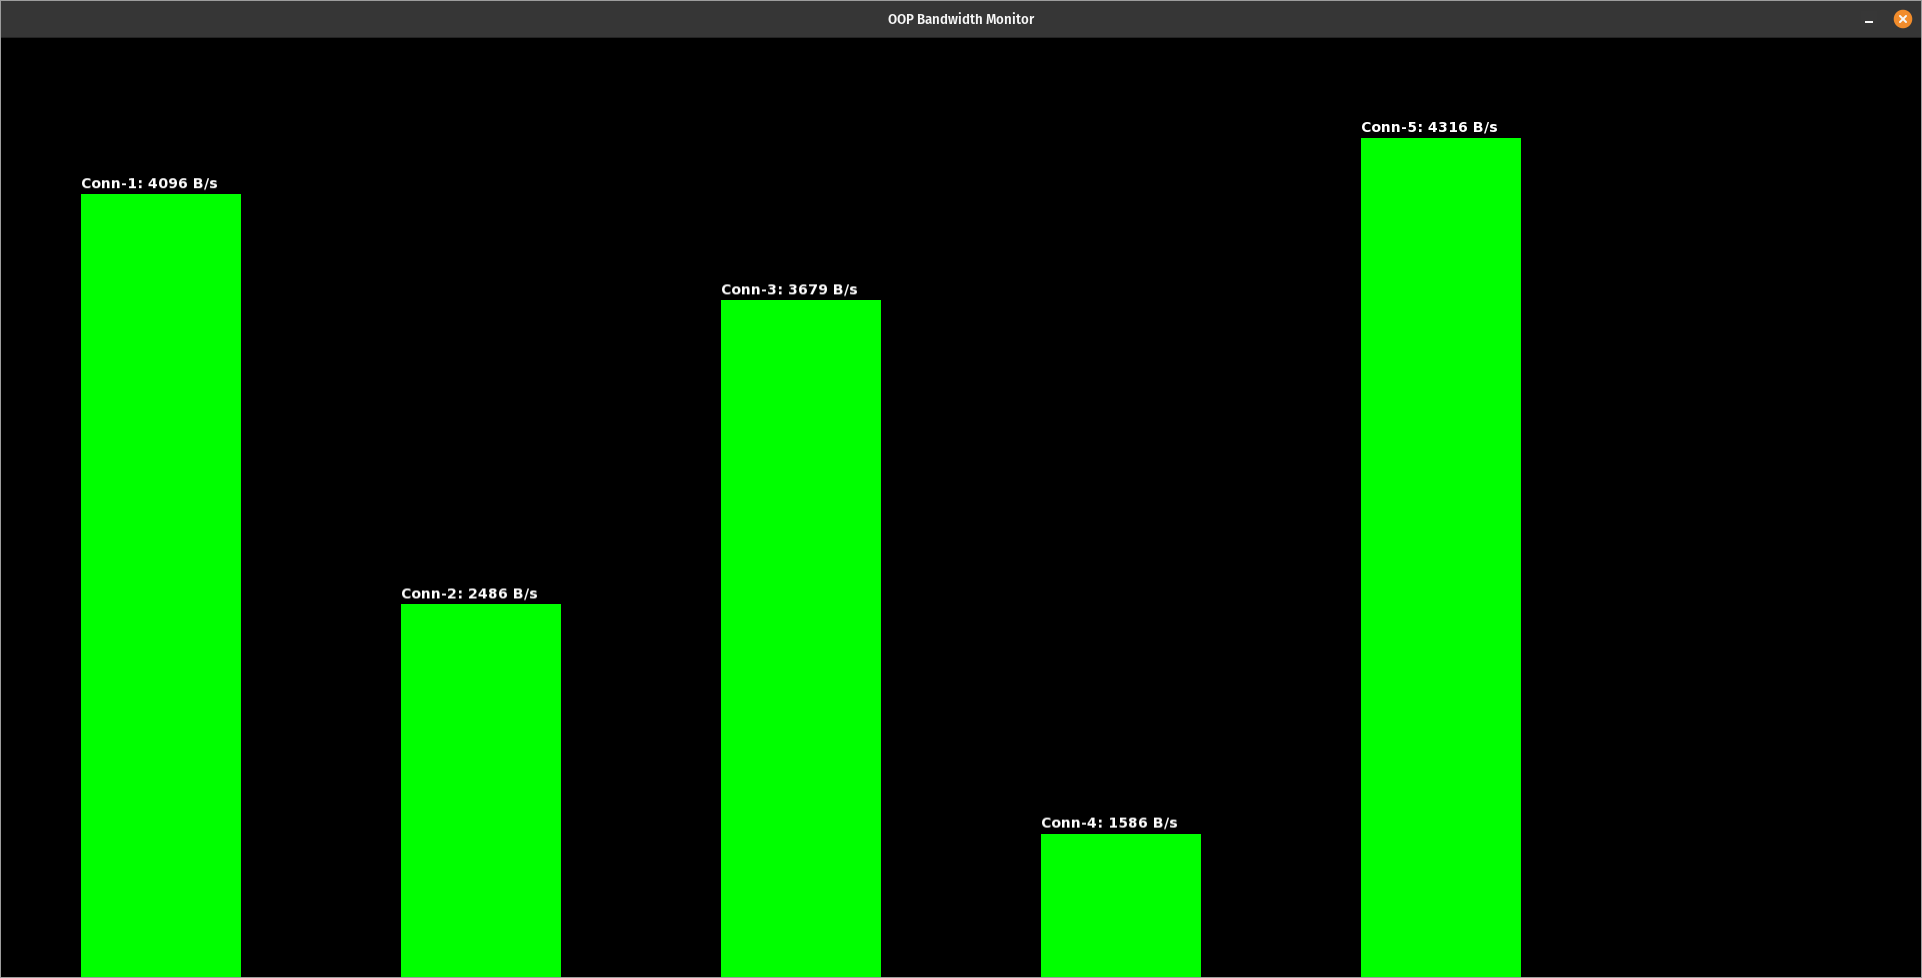 OOP Bandwidth Monitor
Conn-1: 4096 B/s
Conn-2: 2486 B/s
Conn-3: 3679 B/s
Conn-4: 1586 B/s
Conn-5: 4316 B/s